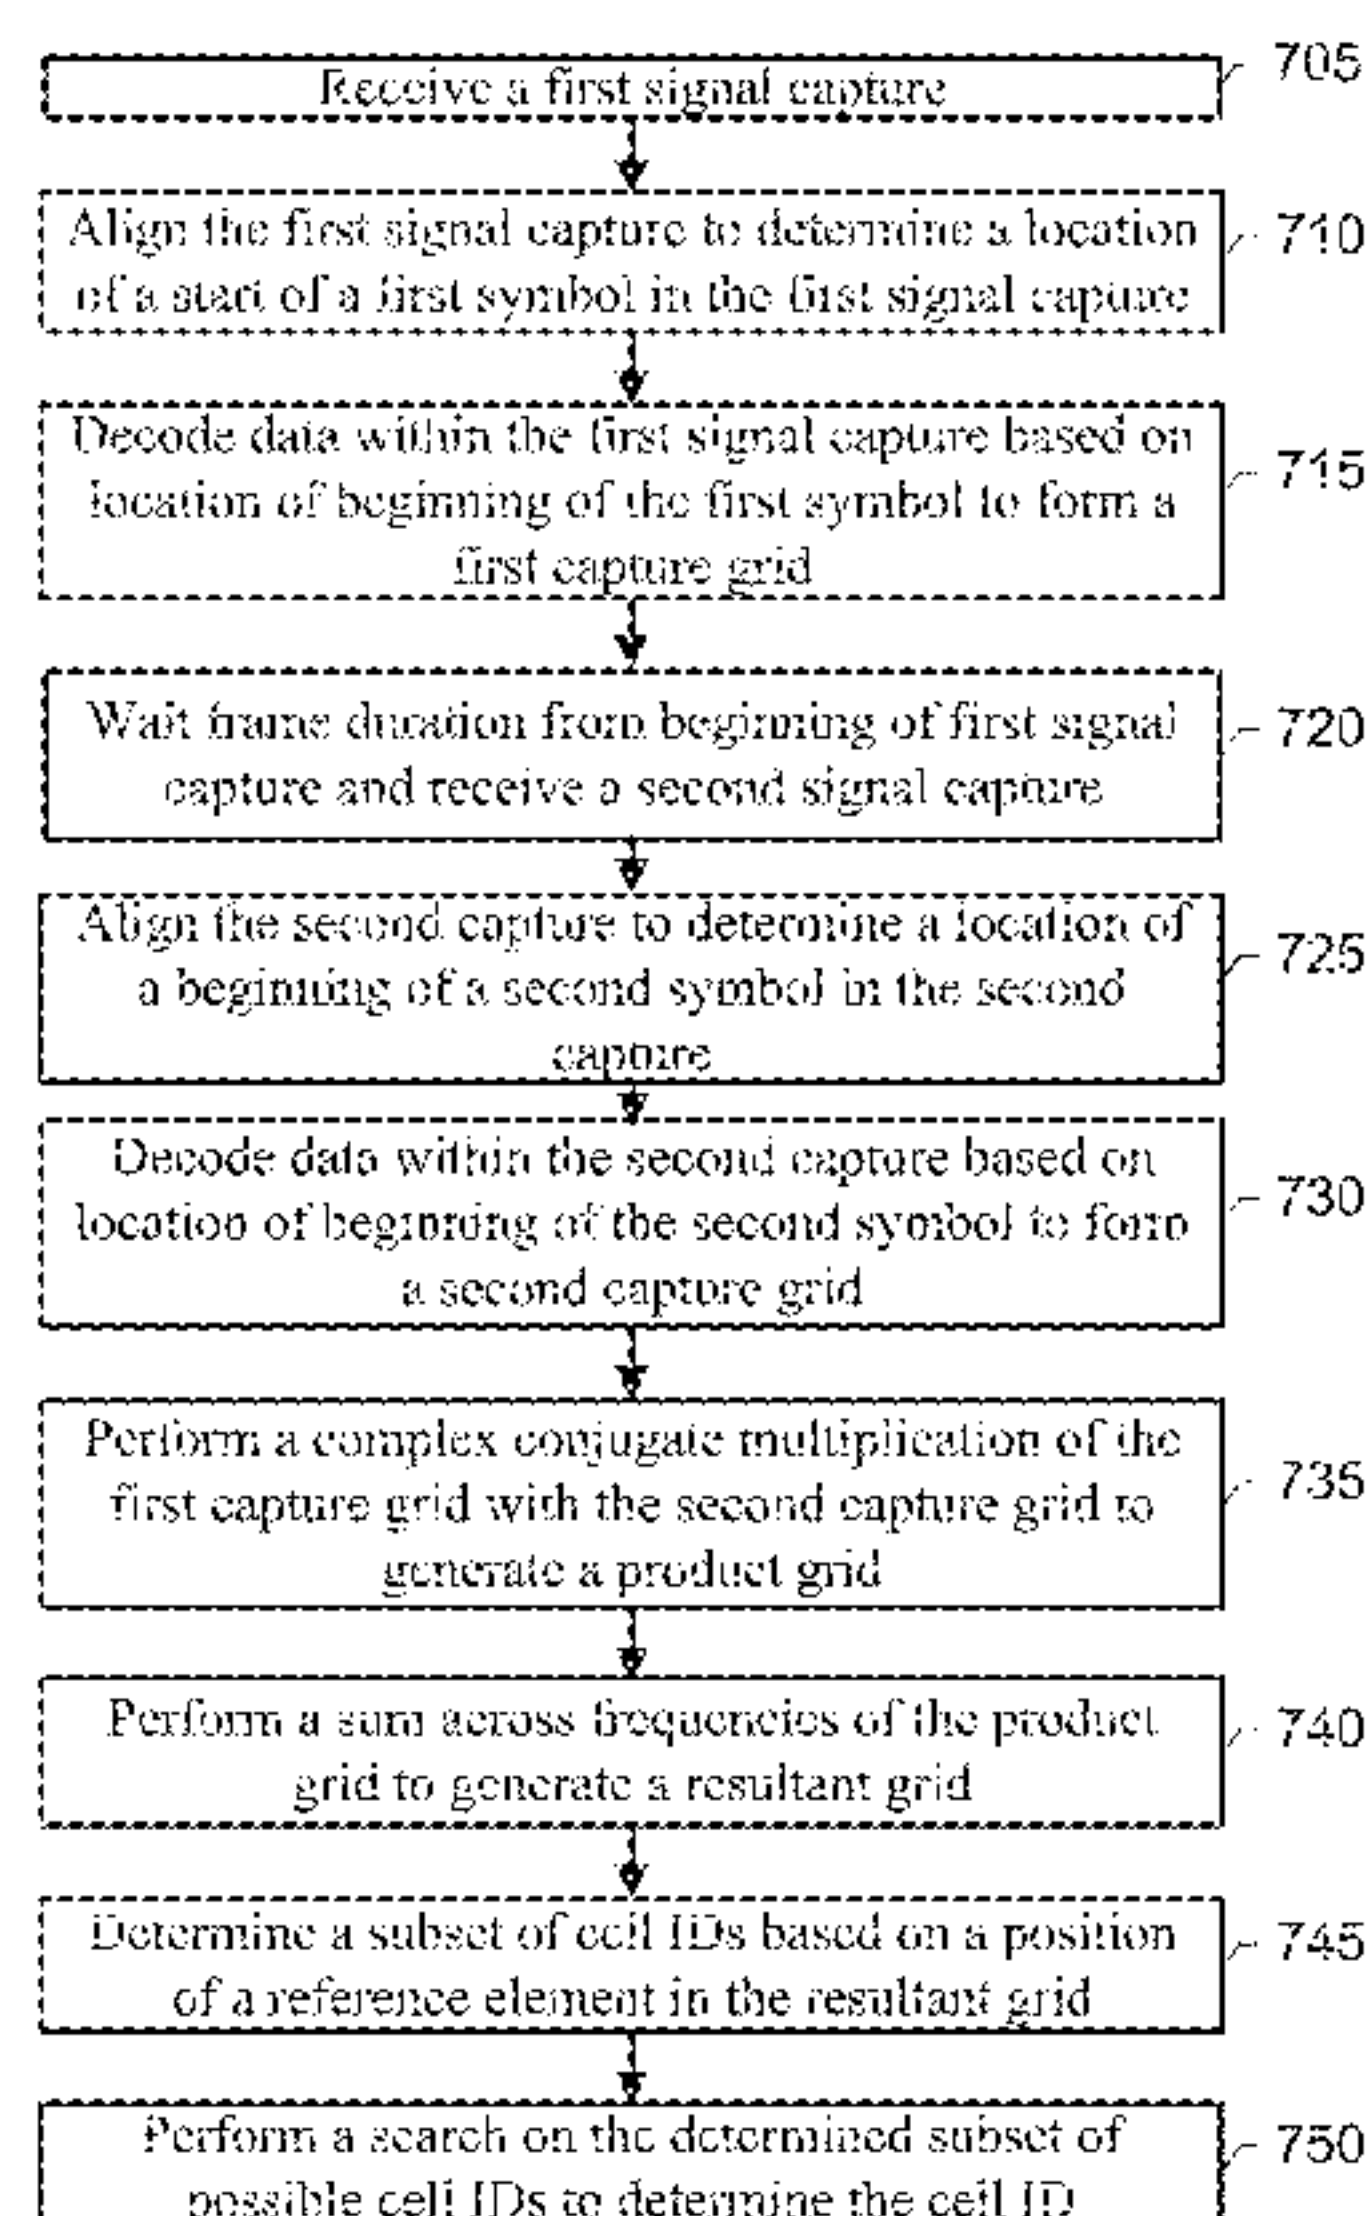 Receive a first signal capture
705
Align the first signal capture to determine a location
of a start of a first symbol in the first signal capture
710
Decode data within the first signal capture based on
location of beginning of the first symbol to form a
first capture grid
715
Wait frame duration from beginning of first signal
capture and receive a second signal capture
720
Align the second capture to determine a location of
a beginning of a second symbol in the second
capture
725
Decode data within the second capture based on
location of beginning of the second symbol to form
a second capture grid
730
Perform a complex conjugate multiplication of the
first capture grid with the second capture grid to
generate a product grid
735
Perform a sum across frequencies of the product
grid to generate a resultant grid
740
Determine a subset of cell IDs based on a position
of a reference element in the resultant grid
745
Perform a search on the determined subset of
possible cell IDs to determine the cell ID
750